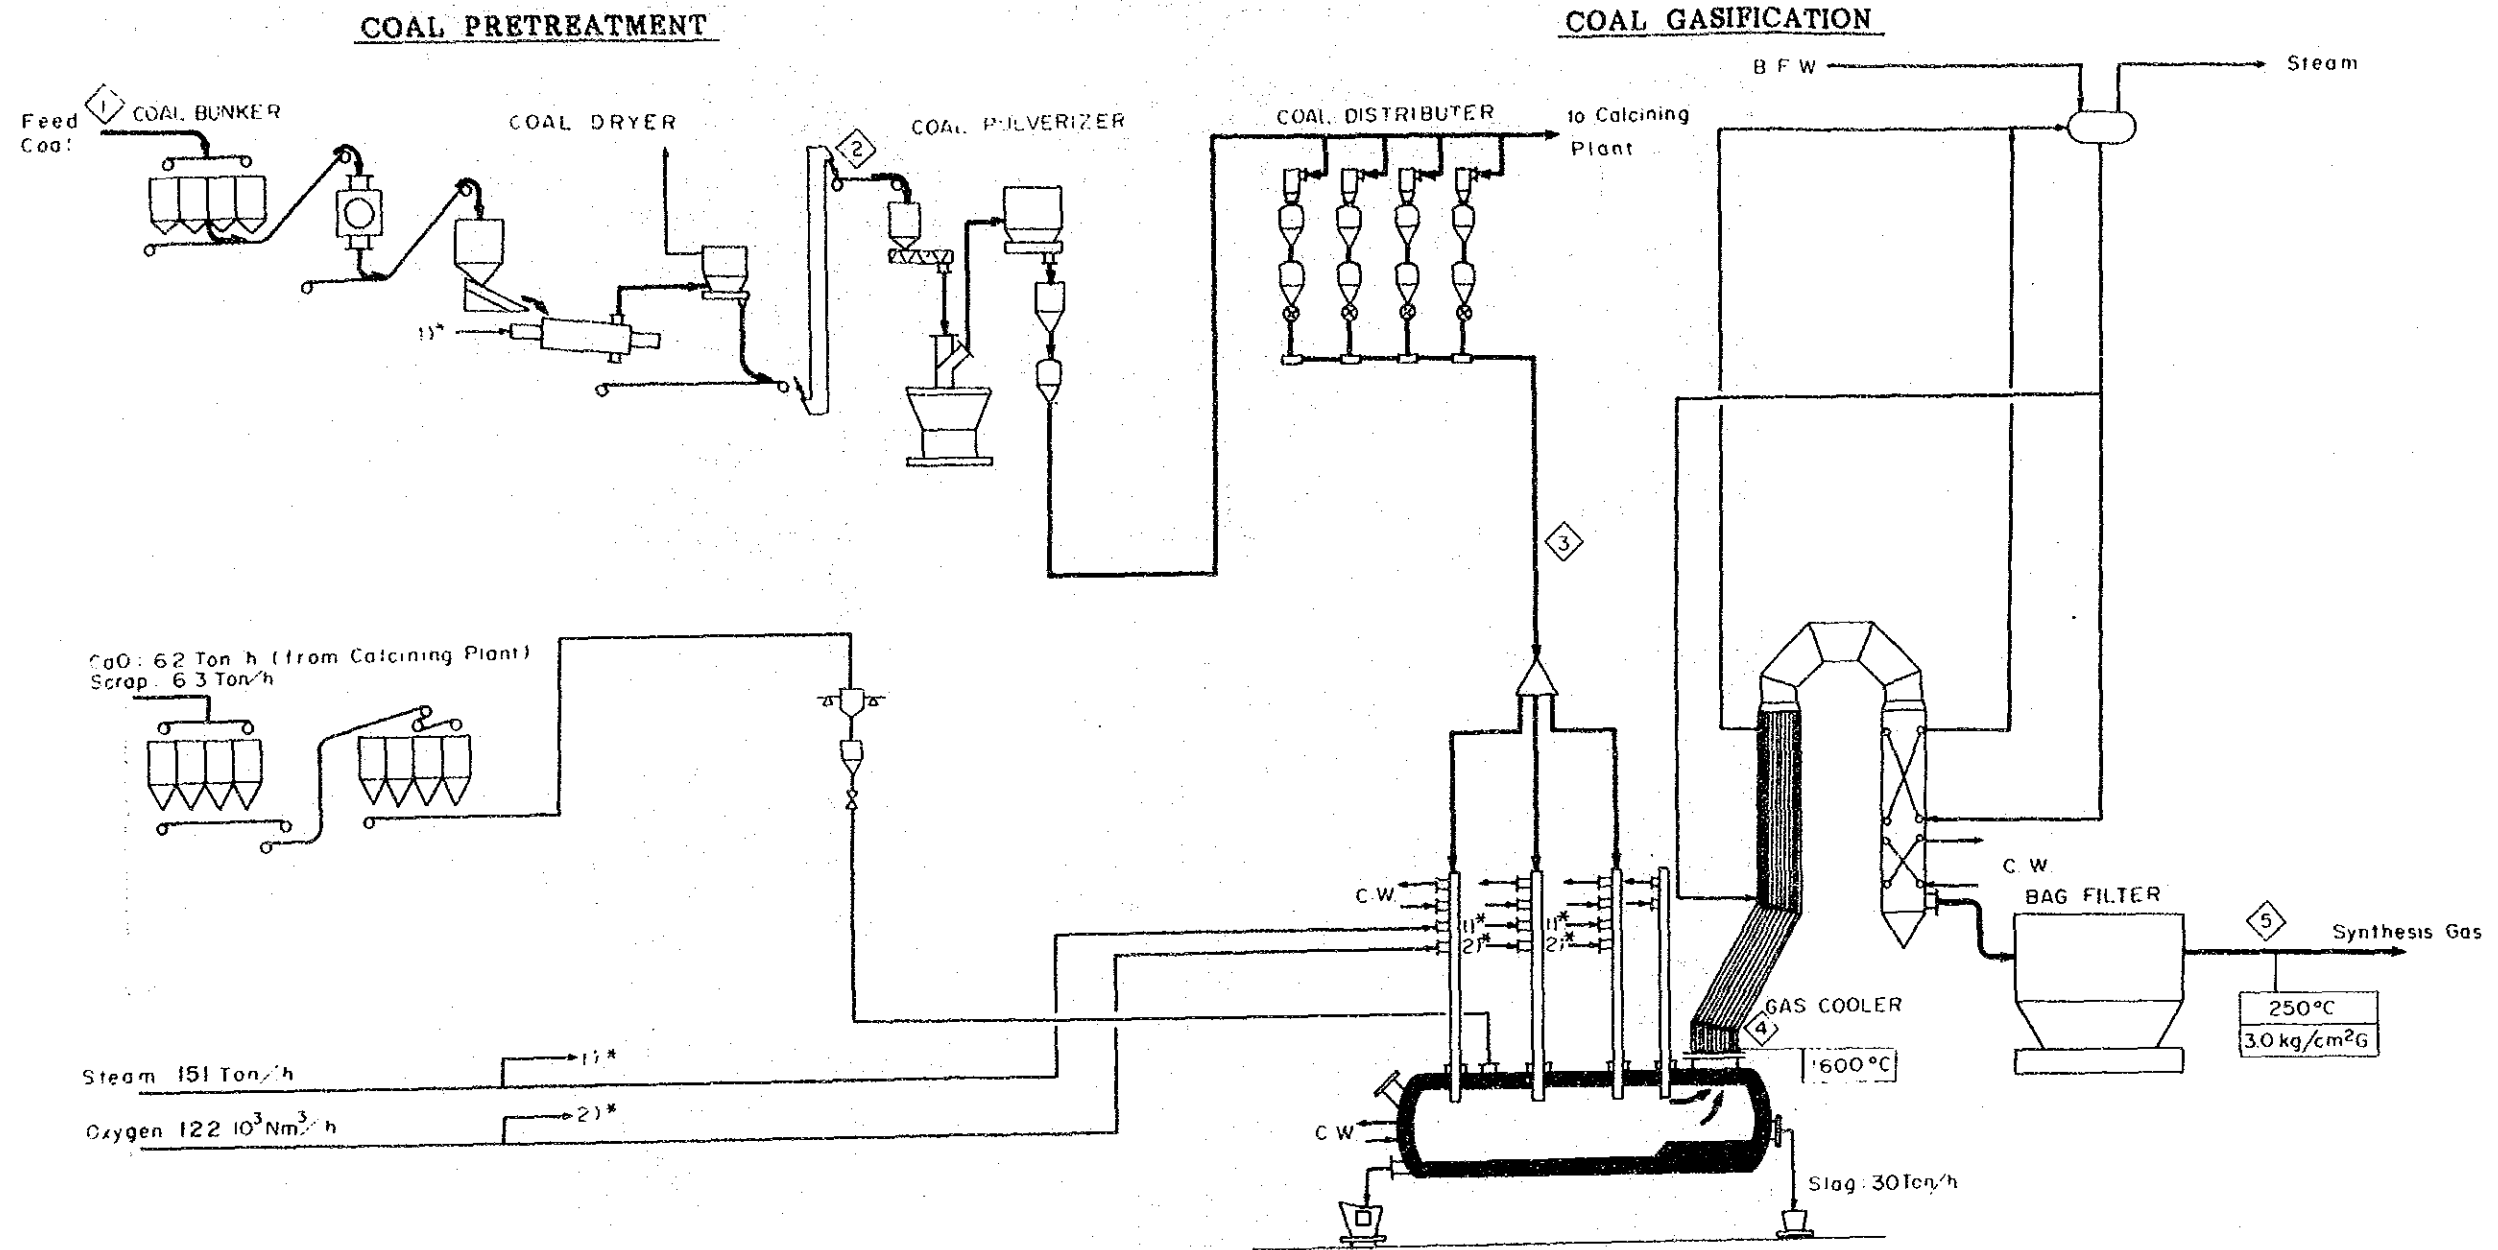 COAL PRETREATMENT
COAL GASIFICATION
B F W
Steam
1
COAL BUNKER
Feed
Coal
COAL DRYER
2
COAL PULVERIZER
COAL DISTRIBUTER
to Calcining
Plant
1)*
3
CaO: 62 Ton/h (from Calcining Plant)
Scrap: 6 3 Ton/h
C.W.
1)*
2)*
1)*
2)*
C.W.
BAG FILTER
5
Synthesis Gas
250°C
3.0 kg/cm²G
GAS COOLER
4
1600°C
Steam 151 Ton/h
1)*
Oxygen 122 10³Nm³/h
2)*
C W
Slag: 30Ton/h